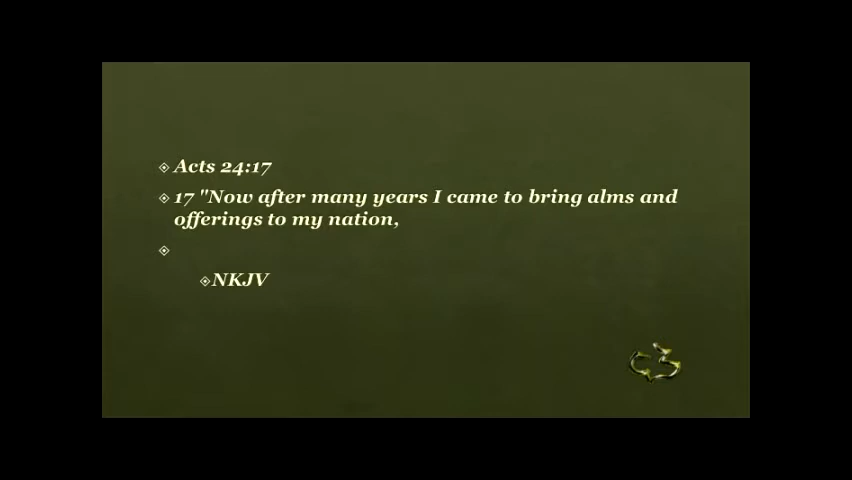 Acts 24:17
17 "Now after many years I came to bring alms and
offerings to my nation,
NKJV